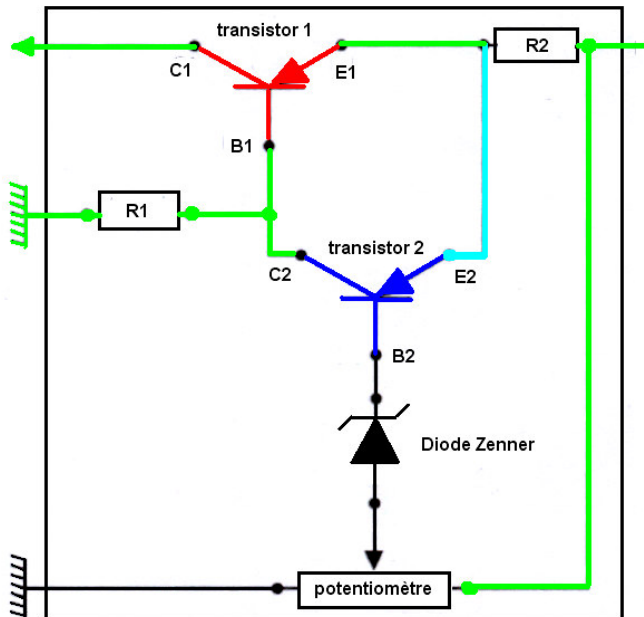 transistor 1
R2
C1
E1
B1
R1
transistor 2
C2
E2
B2
Diode Zenner
potentiomètre